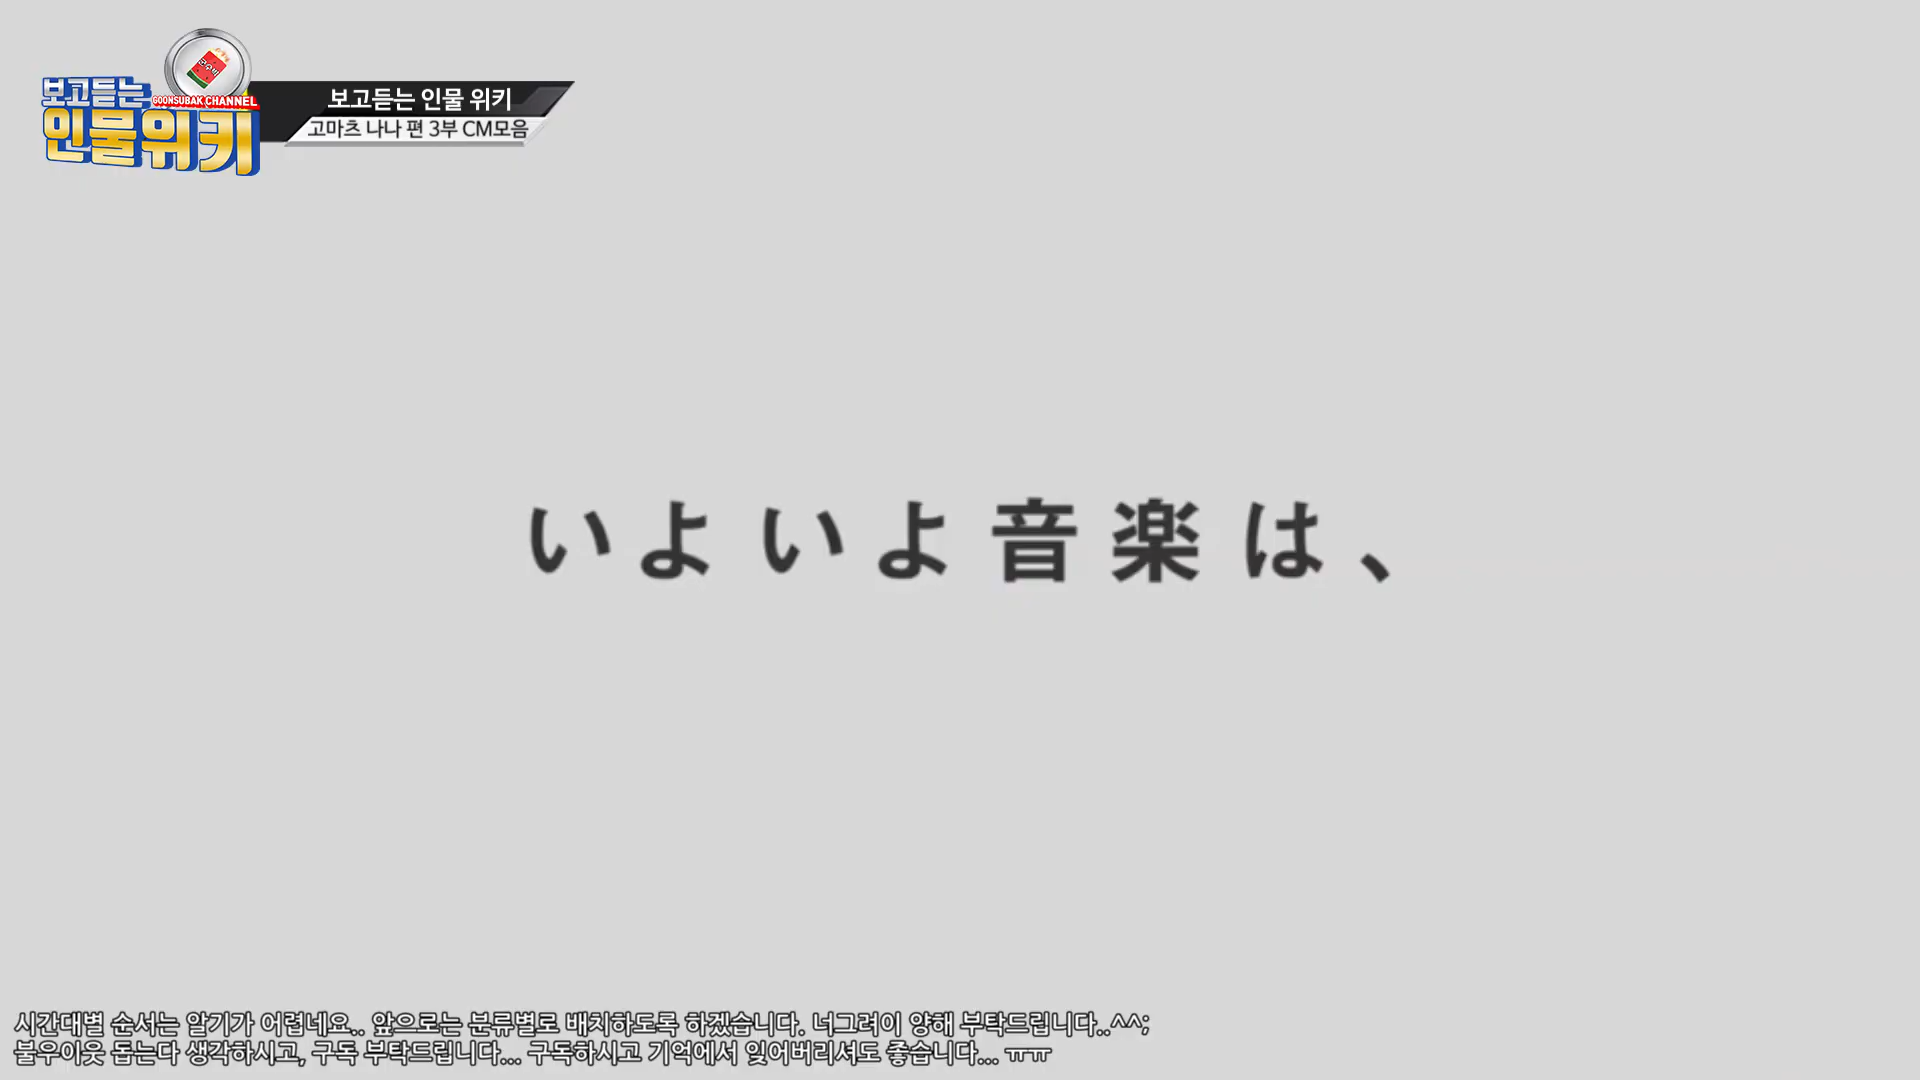 보고듣는
인물위키
군수박
GOONSUBAK CHANNEL
보고듣는 인물 위키
고마츠 나나 편 3부 CM모음
いよいよ音楽は、
시간대별 순서는 알기가 어렵네요.. 앞으로는 분류별로 배치하도록 하겠습니다. 너그려이 양해 부탁드립니다..^^;
불우이웃 돕는다 생각하시고, 구독 부탁드립니다... 구독하시고 기억에서 잊어버리셔도 좋습니다... ㅠㅠ